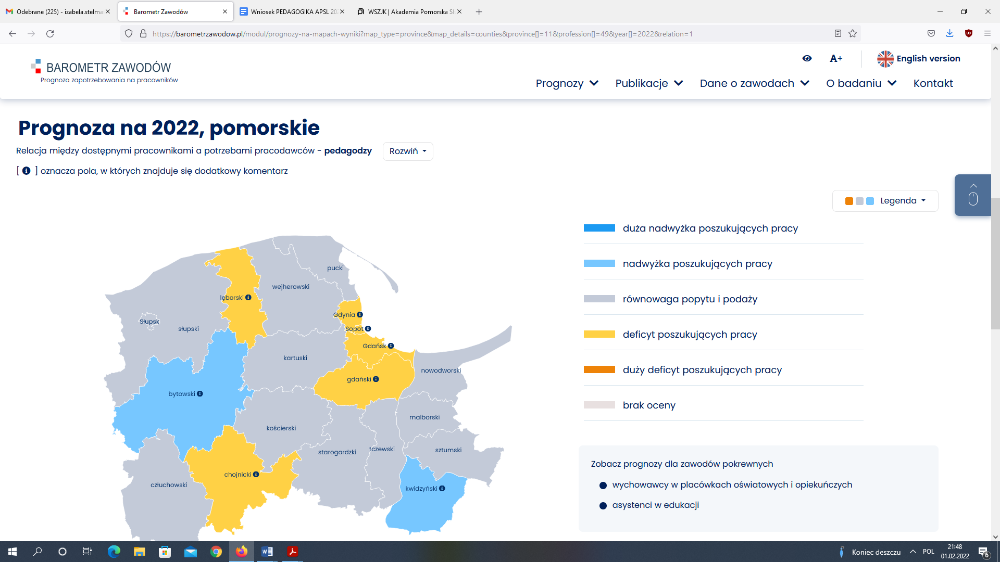 Odebrane (225) - izabela.stelma
Barometr Zawodów
Wniosek PEDAGOGIKA APSL 20
WSZJK | Akademia Pomorska Sł
https://barometrzawodow.pl/modul/prognozy-na-mapach-wyniki?map_type=province&map_details=counties&province[]=11&profession[]=49&year[]=2022&relation=1
A+
English version
BAROMETR ZAWODÓW
Prognoza zapotrzebowania na pracowników
Prognozy
Publikacje
Dane o zawodach
O badaniu
Kontakt
Prognoza na 2022, pomorskie
Relacja między dostępnymi pracownikami a potrzebami pracodawców - pedagodzy
Rozwiń
[ i ] oznacza pola, w których znajduje się dodatkowy komentarz
Legenda
duża nadwyżka poszukujących pracy
nadwyżka poszukujących pracy
równowaga popytu i podaży
deficyt poszukujących pracy
duży deficyt poszukujących pracy
brak oceny
pucki
wejherowski
lęborski
Gdynia
Słupsk
słupski
Sopot
Gdańsk
kartuski
nowodworski
gdański
bytowski
malborski
kościerski
tczewski
sztumski
starogardzki
chojnicki
człuchowski
kwidzyński
Zobacz prognozy dla zawodów pokrewnych
wychowawcy w placówkach oświatowych i opiekuńczych
asystenci w edukacji
Koniec deszczu
POL
21:48
01.02.2022
6